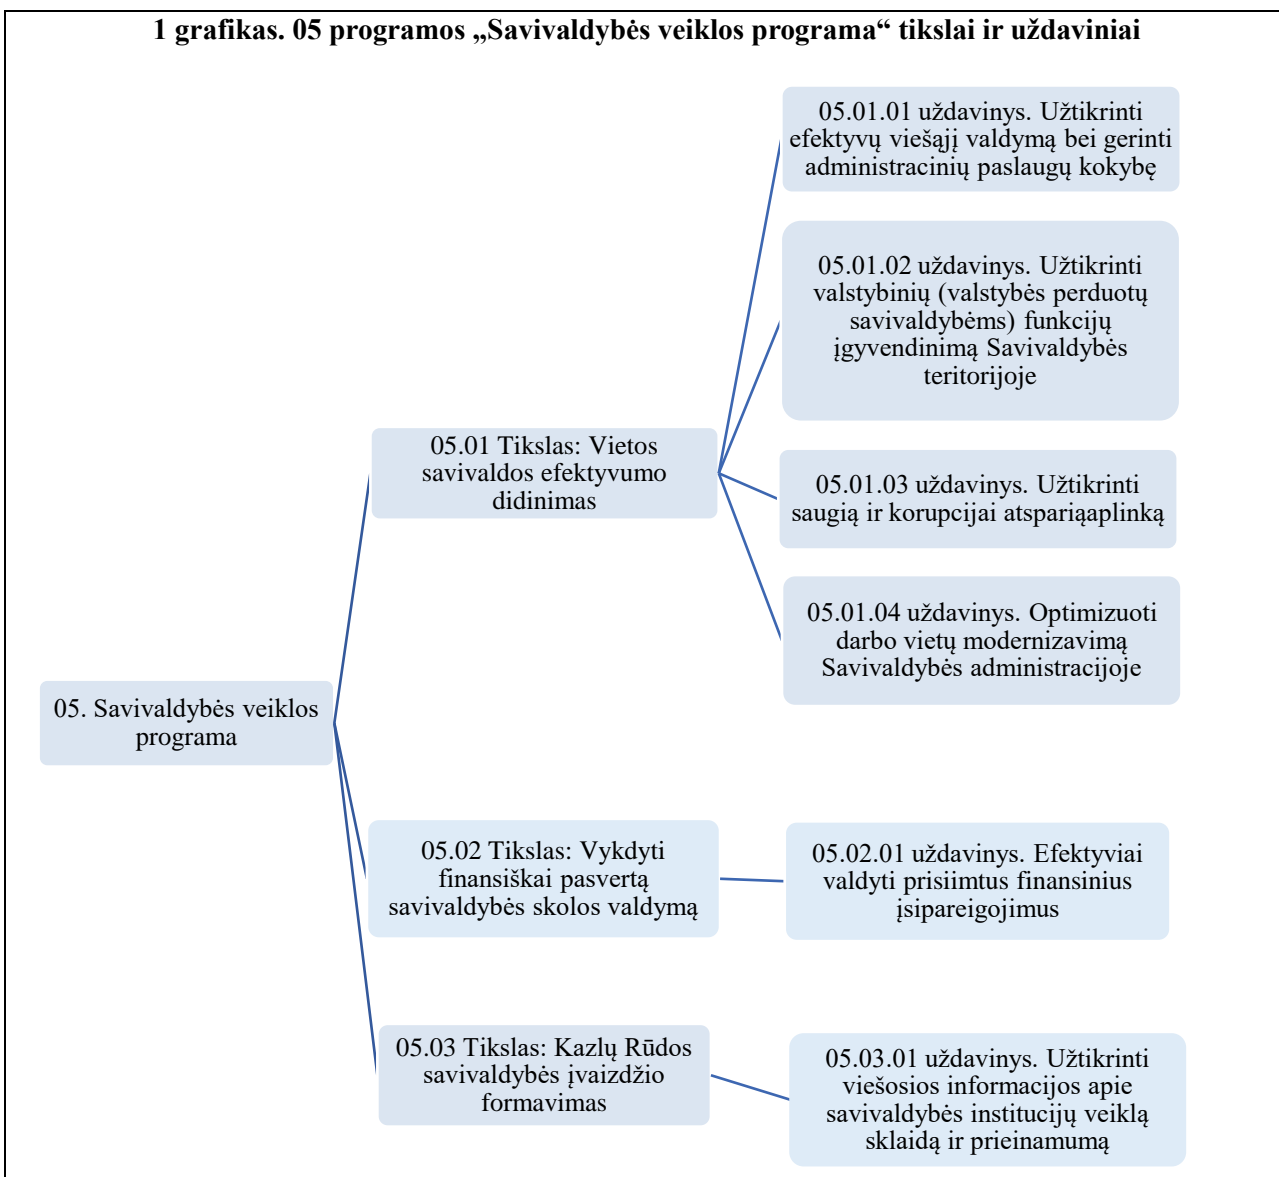 1 grafikas. 05 programos „Savivaldybės veiklos programa“ tikslai ir uždaviniai
05. Savivaldybės veiklos
programa
05.01 Tikslas: Vietos
savivaldos efektyvumo
didinimas
05.01.01 uždavinys. Užtikrinti
efektyvų viešąjį valdymą bei gerinti
administracinių paslaugų kokybę
05.01.02 uždavinys. Užtikrinti
valstybinių (valstybės perduotų
savivaldybėms) funkcijų
įgyvendinimą Savivaldybės
teritorijoje
05.01.03 uždavinys. Užtikrinti
saugią ir korupcijai atspariąaplinką
05.01.04 uždavinys. Optimizuoti
darbo vietų modernizavimą
Savivaldybės administracijoje
05.02 Tikslas: Vykdyti
finansiškai pasvertą
savivaldybės skolos valdymą
05.02.01 uždavinys. Efektyviai
valdyti prisiimtus finansinius
įsipareigojimus
05.03 Tikslas: Kazlų Rūdos
savivaldybės įvaizdžio
formavimas
05.03.01 uždavinys. Užtikrinti
viešosios informacijos apie
savivaldybės institucijų veiklą
sklaidą ir prieinamumą